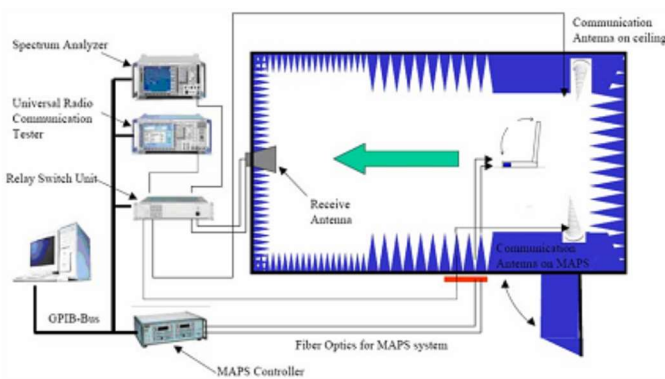 Spectrum Analyzer
Universal Radio
Communication
Tester
Relay Switch Unit
GPIB-Bus
MAPS Controller
Communication
Antenna on ceiling
Receive
Antenna
Communication
Antenna on MAPS
Fiber Optics for MAPS system